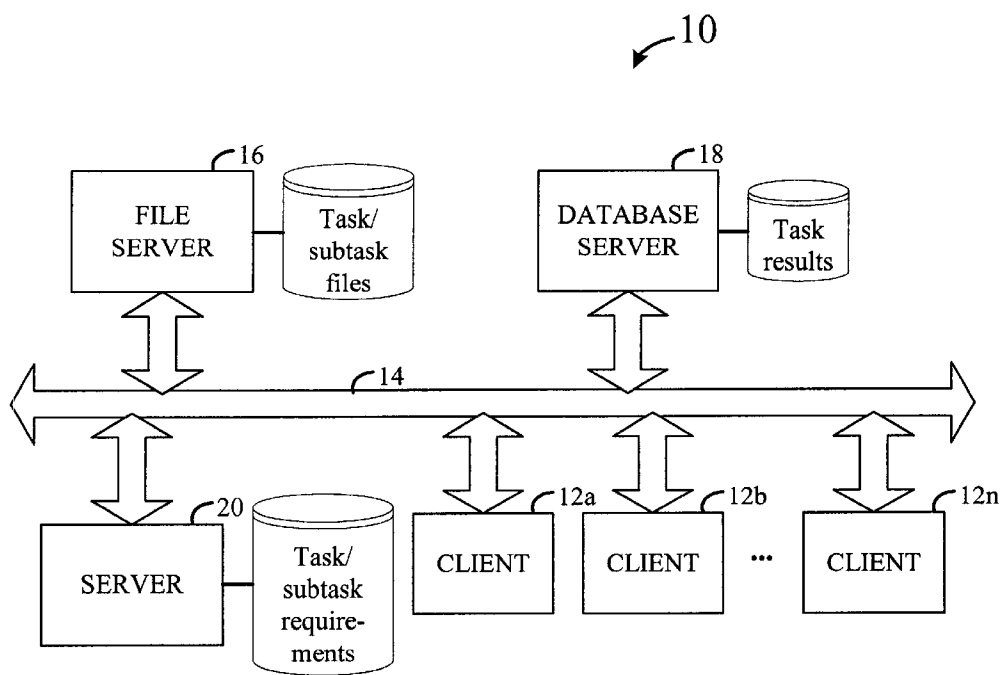 10
16
FILE
SERVER
Task/
subtask
files
18
DATABASE
SERVER
Task
results
14
20
SERVER
Task/
subtask
require-
ments
12a
CLIENT
12b
CLIENT
...
12n
CLIENT